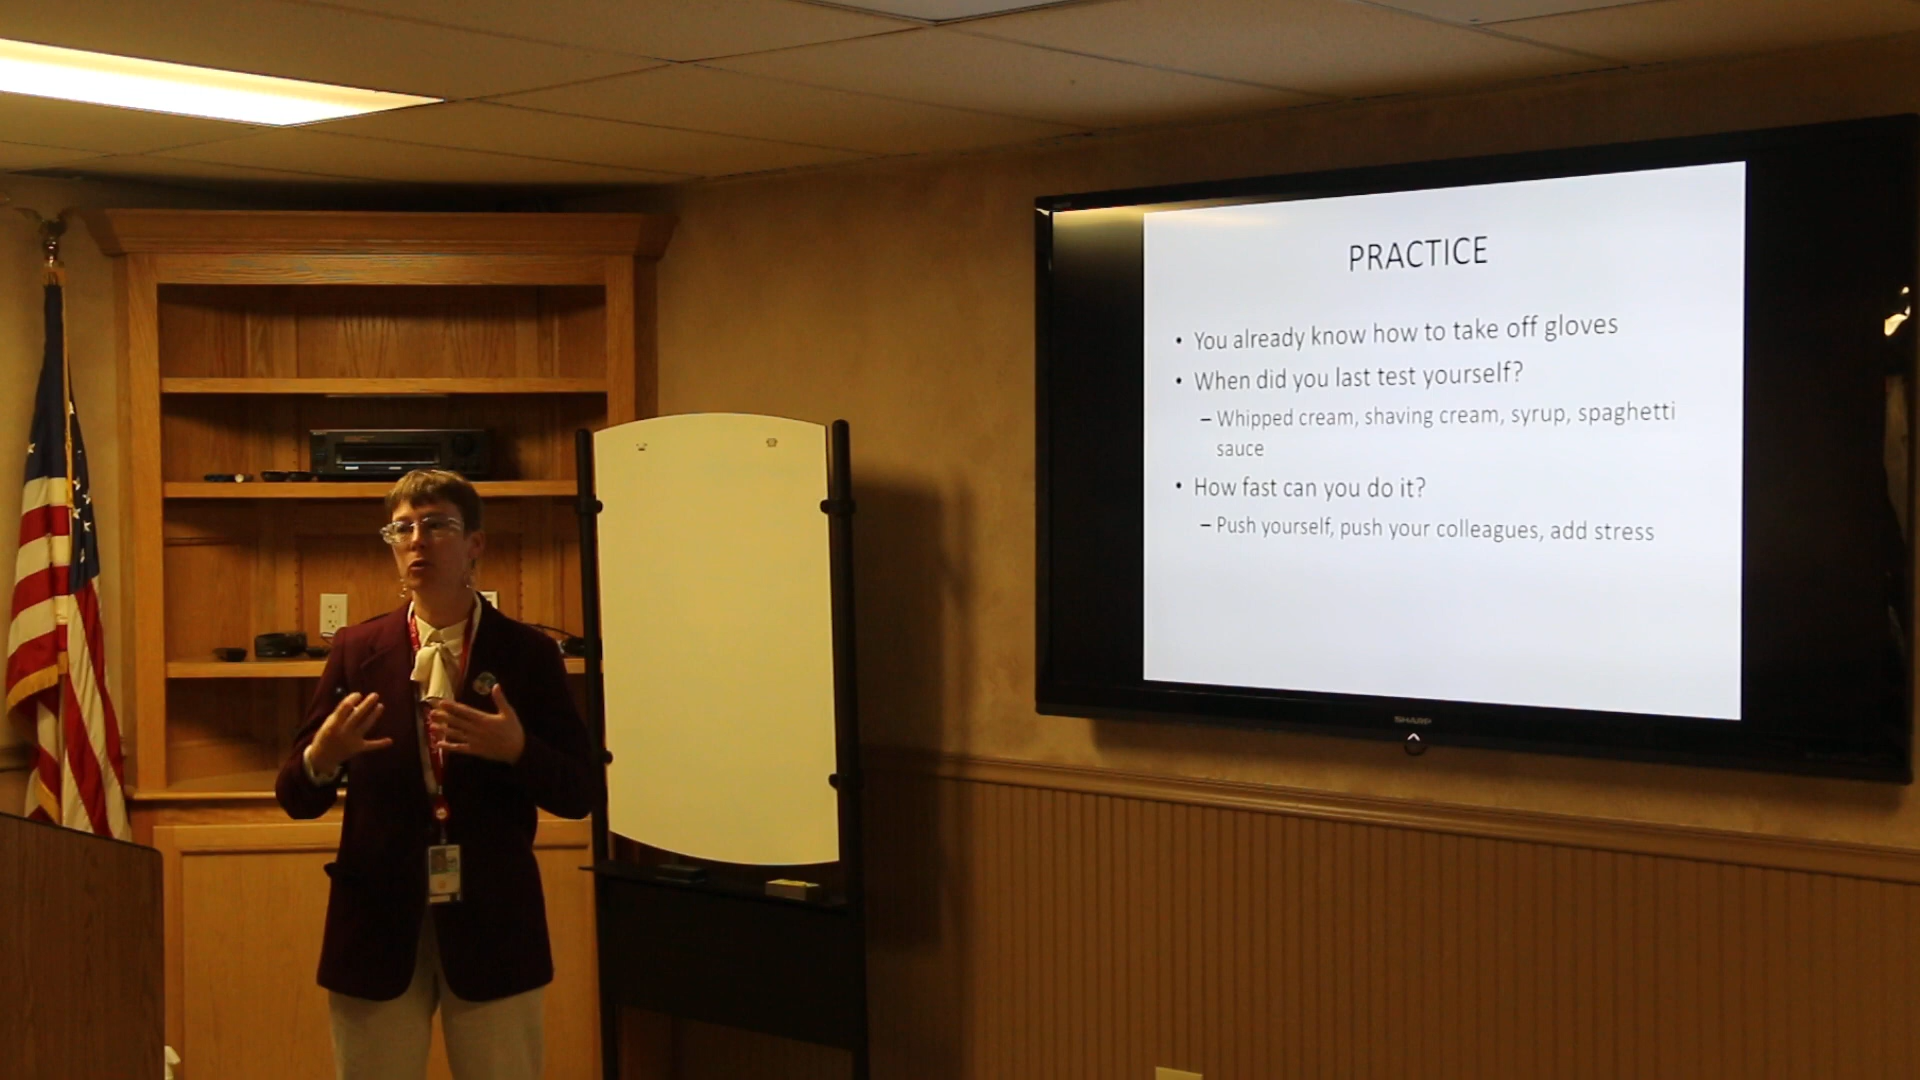 PRACTICE
• You already know how to take off gloves
• When did you last test yourself?
– Whipped cream, shaving cream, syrup, spaghetti
sauce
• How fast can you do it?
– Push yourself, push your colleagues, add stress
SHARP